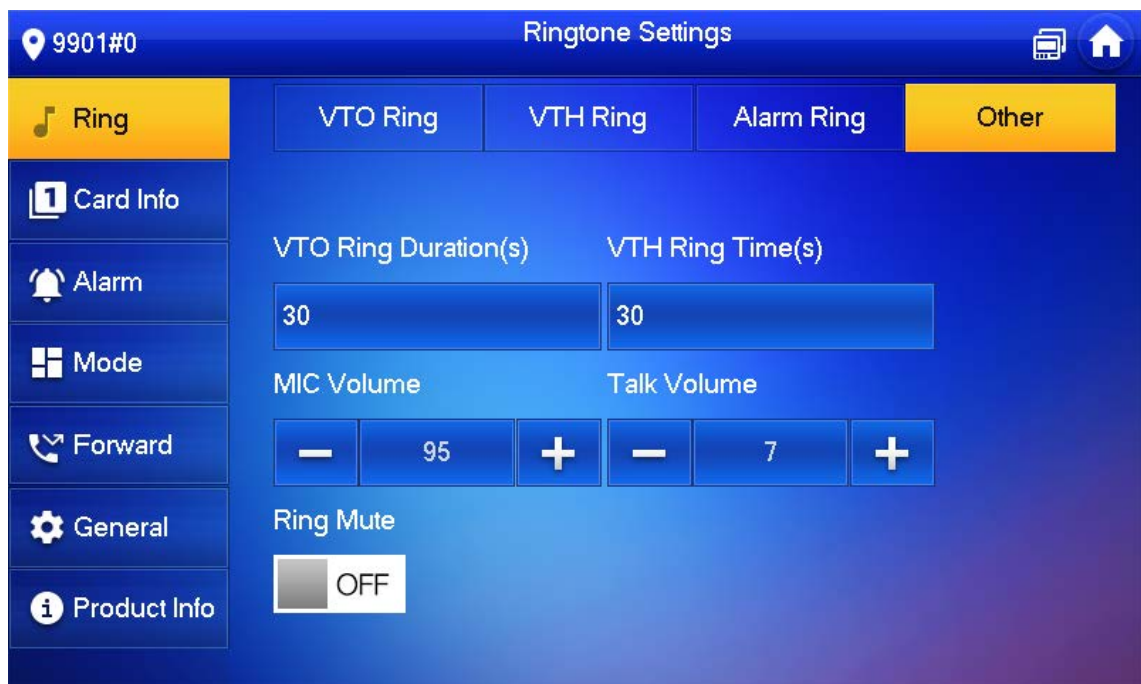 9901#0
Ringtone Settings
Ring
VTO Ring
VTH Ring
Alarm Ring
Other
1 Card Info
Alarm
Mode
Forward
General
Product Info
VTO Ring Duration(s)
VTH Ring Time(s)
30
30
MIC Volume
Talk Volume
95
7
Ring Mute
OFF